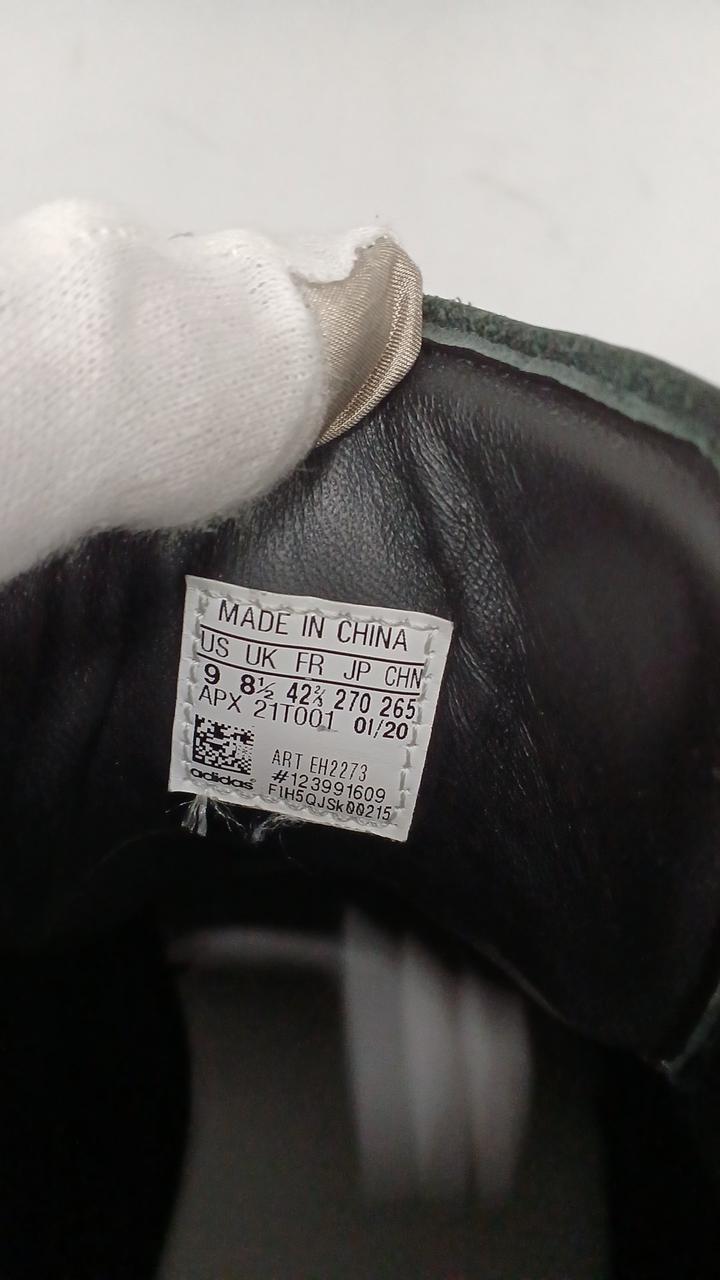 MADE IN CHINA
US UK FR JP CHN
9 8½ 42⅔ 270 265
APX 21T001 01/20
ART EH2273
#123991609
adidas
F1H5QJSk00215